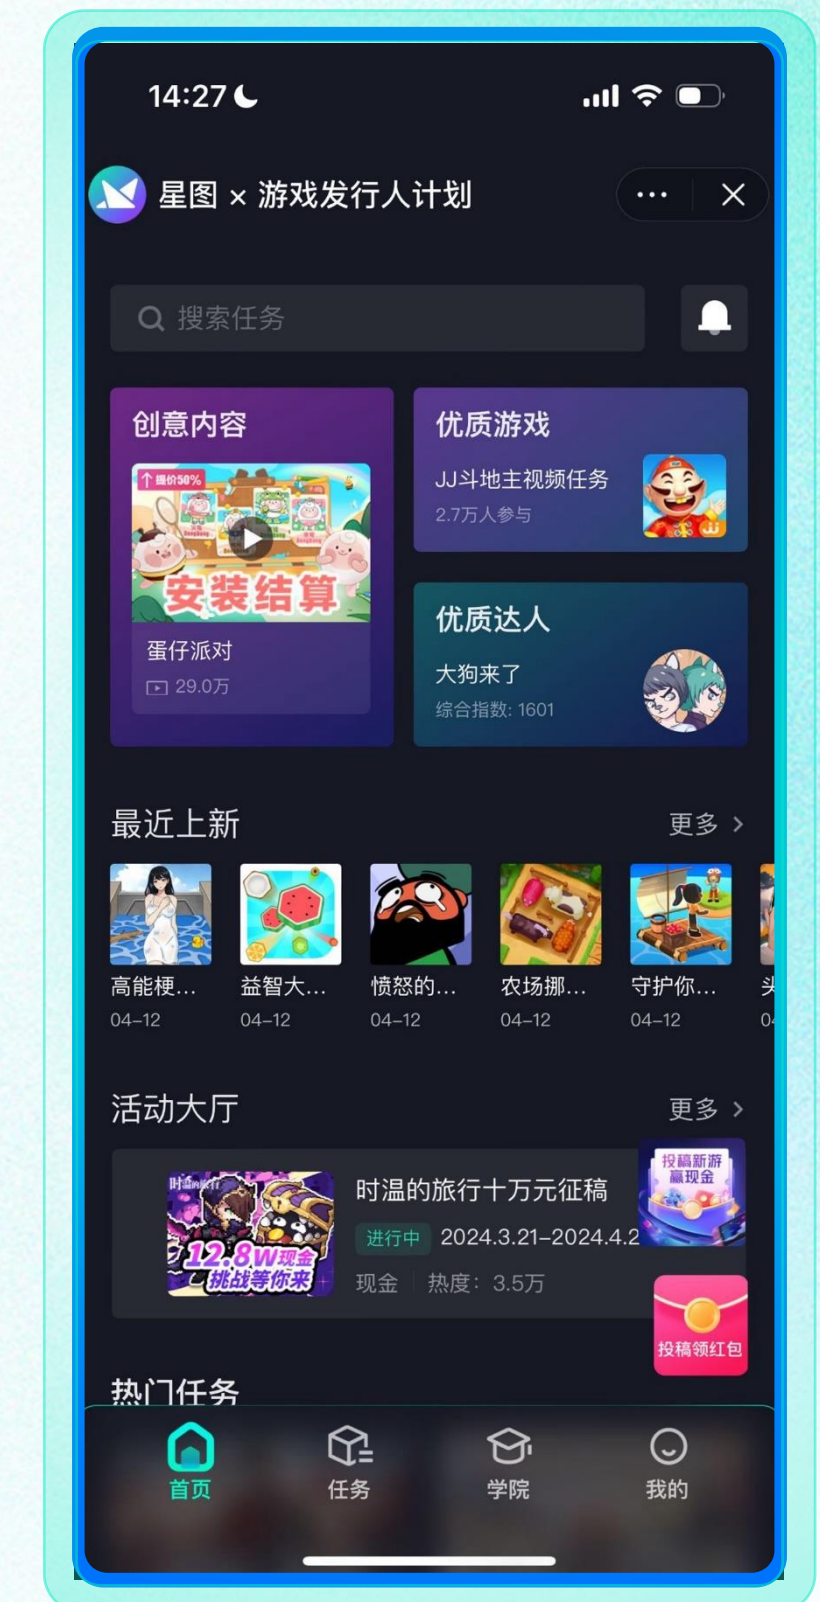 14:27
星图 × 游戏发行人计划
搜索任务
创意内容
提价50%
安装结算
蛋仔派对
29.0万
优质游戏
JJ斗地主视频任务
2.7万人参与
JJ
优质达人
大狗来了
综合指数: 1601
最近上新
更多
高能梗...
04-12
益智大...
04-12
愤怒的...
04-12
农场挪...
04-12
守护你...
04-12
活动大厅
更多
时温的旅行
12.8W现金
挑战等你来
时温的旅行十万元征稿
进行中 2024.3.21-2024.4.2
现金 热度: 3.5万
投稿新游
赢现金
投稿领红包
热门任务
首页
任务
学院
我的